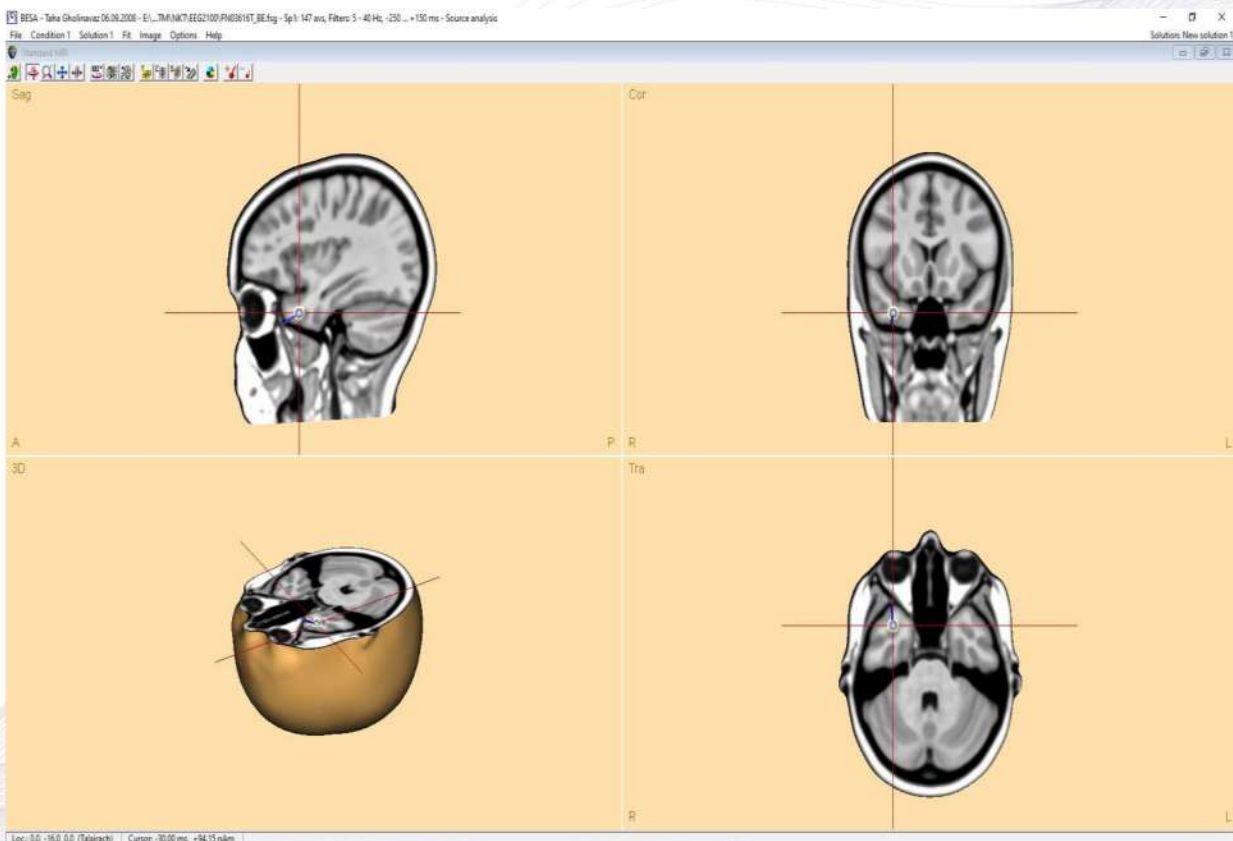 BESA - Taha Gholinavaz 06.09.2008 - E:\...TM\NK7\EEG2100\FN03616T_BE.fsg - Sp1: 147 avs, Filters: 5 - 40 Hz, -250 ... +150 ms - Source analysis
File Condition 1 Solution 1 Fit Image Options Help
Solution: New solution 1
Standard MRI
Sag
Cor
A
P
R
L
3D
Tra
R
L
Loc.: 0.0, -16.0, 0.0 (Talairach) Cursor: -30.00 ms, +94.15 nAm